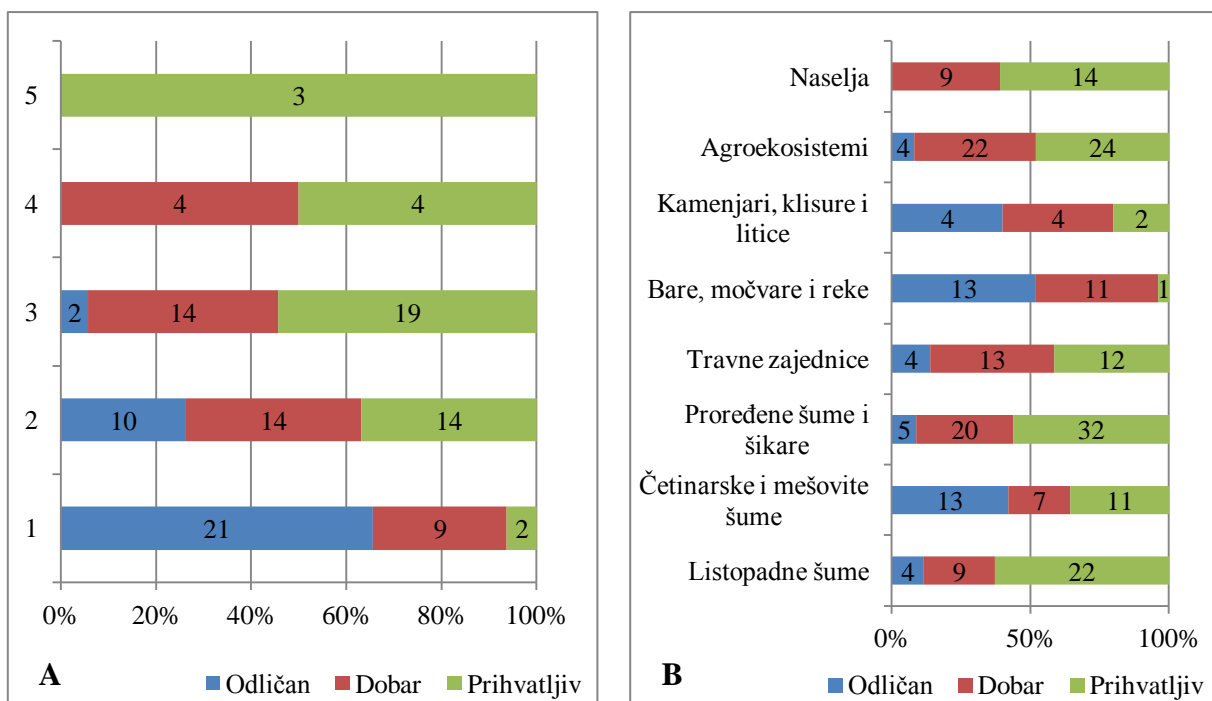 5
3
4
4 4
3
2 14 19
2
10 14 14
1
21 9 2
0% 20% 40% 60% 80% 100%
A
Odličan Dobar Prihvatljiv
Naselja
9 14
Agroekosistemi
4 22 24
Kamenjari, klisure i
litice
4 4 2
Bare, močvare i reke
13 11 1
Travne zajednice
4 13 12
Proređene šume i
šikare
5 20 32
Četinarske i mešovite
šume
13 7 11
Listopadne šume
4 9 22
0% 50% 100%
B
Odličan Dobar Prihvatljiv